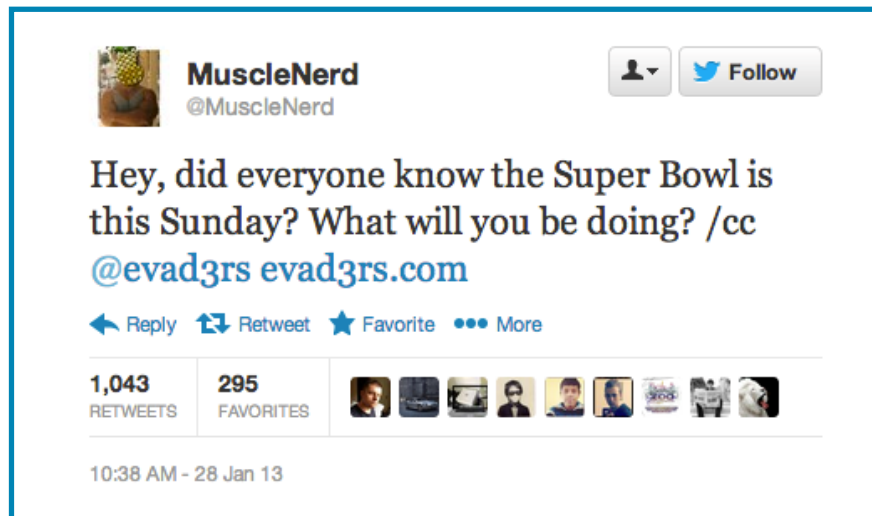 MuscleNerd
@MuscleNerd
Follow
Hey, did everyone know the Super Bowl is
this Sunday? What will you be doing? /cc
@evad3rs evad3rs.com
Reply Retweet Favorite More
1,043 295
RETWEETS FAVORITES
10:38 AM - 28 Jan 13